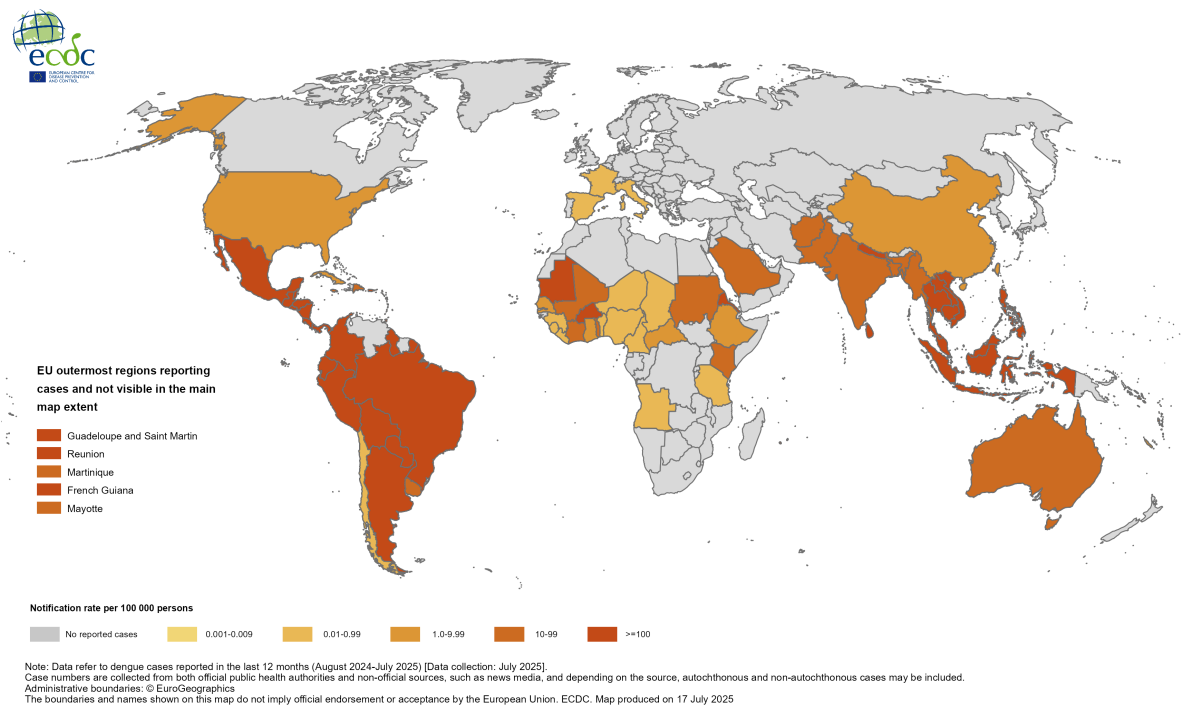 ecdc
EUROPEAN CENTRE FOR
DISEASE PREVENTION
AND CONTROL
EU outermost regions reporting
cases and not visible in the main
map extent
Guadeloupe and Saint Martin
Reunion
Martinique
French Guiana
Mayotte
Notification rate per 100 000 persons
No reported cases
0.001-0.009
0.01-0.99
1.0-9.99
10-99
>=100
Note: Data refer to dengue cases reported in the last 12 months (August 2024-July 2025) [Data collection: July 2025].
Case numbers are collected from both official public health authorities and non-official sources, such as news media, and depending on the source, autochthonous and non-autochthonous cases may be included.
Administrative boundaries: © EuroGeographics
The boundaries and names shown on this map do not imply official endorsement or acceptance by the European Union. ECDC. Map produced on 17 July 2025